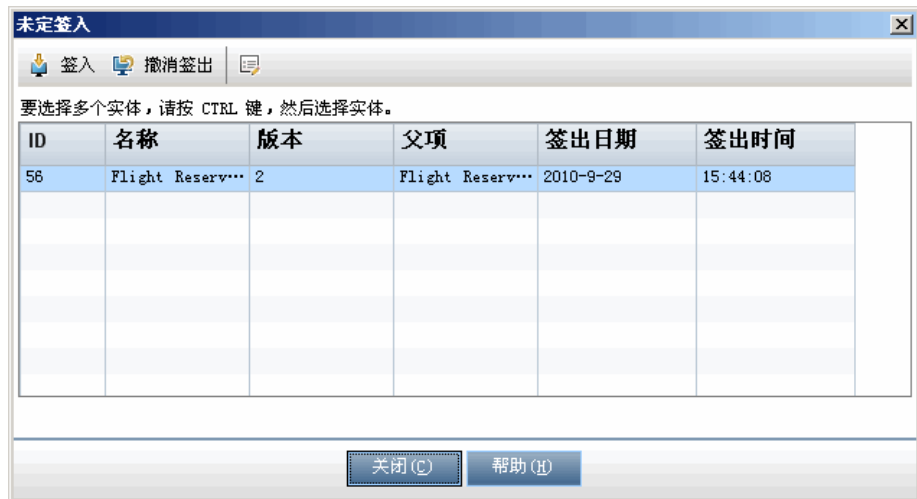 未定签入
签入 撤消签出
要选择多个实体，请按 CTRL 键，然后选择实体。
ID 名称 版本 父项 签出日期 签出时间
56 Flight Reserv… 2 Flight Reserv… 2010-9-29 15:44:08
关闭(C) 帮助(H)